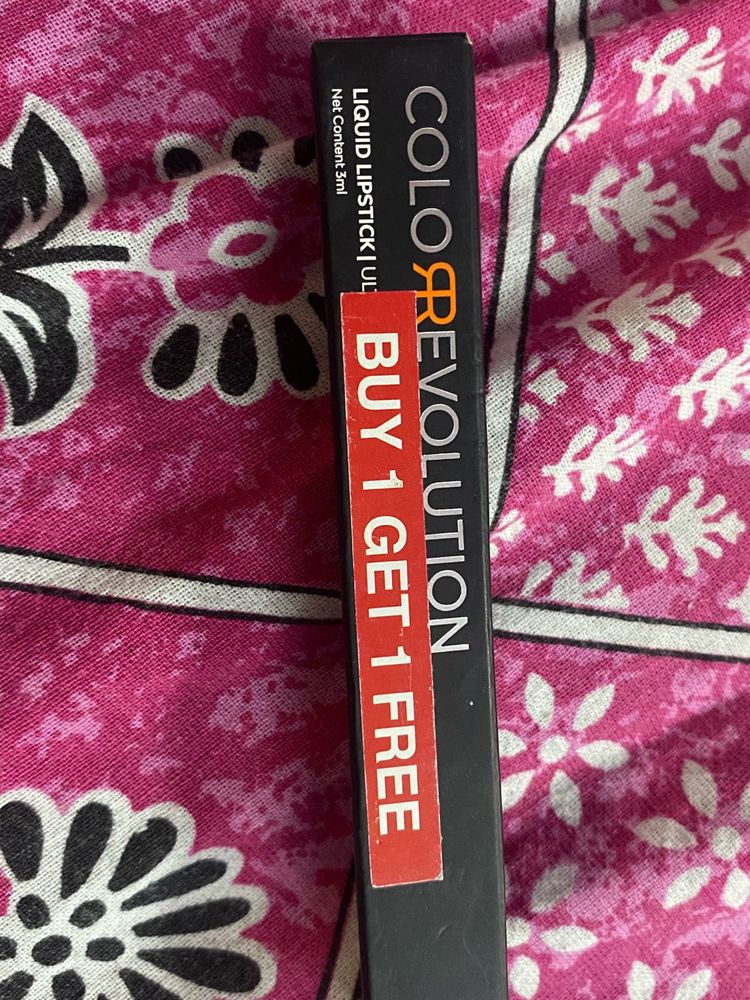 COLORREVOLUTION
LIQUID LIPSTICK |
Net Content 3ml
BUY 1 GET 1 FREE